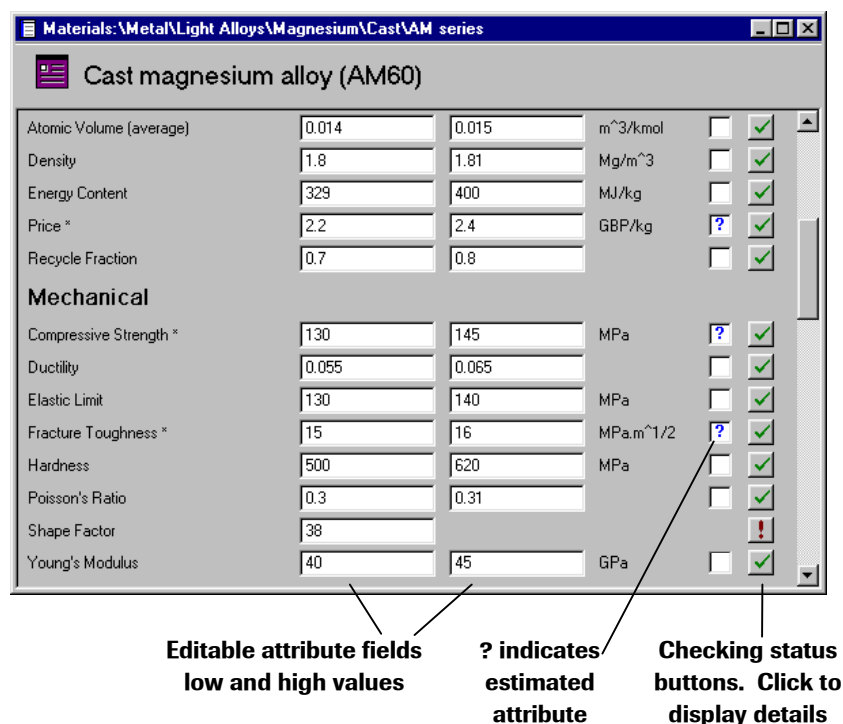 Materials:\Metal\Light Alloys\Magnesium\Cast\AM series
Cast magnesium alloy (AM60)
Atomic Volume (average) 0.014 0.015 m^3/kmol
Density 1.8 1.81 Mg/m^3
Energy Content 329 400 MJ/kg
Price * 2.2 2.4 GBP/kg ?
Recycle Fraction 0.7 0.8
Mechanical
Compressive Strength * 130 145 MPa ?
Ductility 0.055 0.065
Elastic Limit 130 140 MPa
Fracture Toughness * 15 16 MPa.m^1/2 ?
Hardness 500 620 MPa
Poisson's Ratio 0.3 0.31
Shape Factor 38 !
Young's Modulus 40 45 GPa
Editable attribute fields
low and high values
? indicates
estimated
attribute
Checking status
buttons. Click to
display details